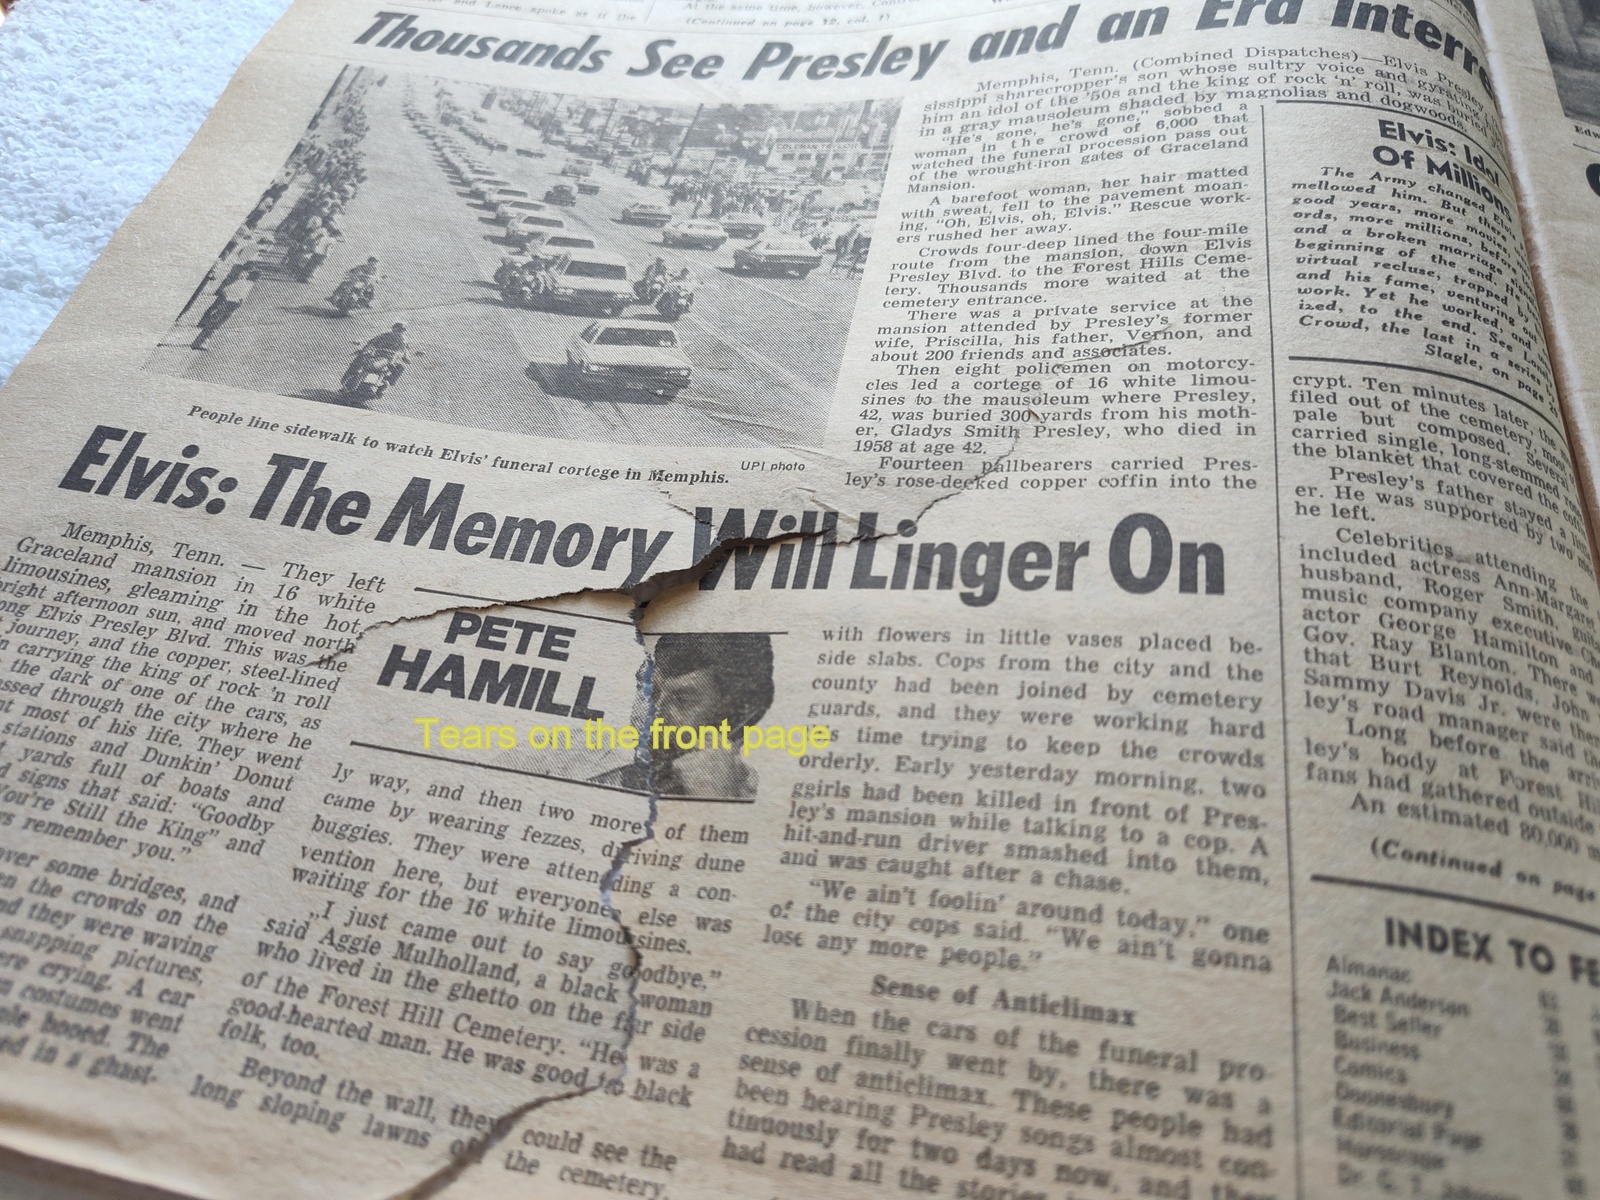 (Continued on page 12, col. 1)
Thousands See Presley and an Era
COLEMAN
People line sidewalk to watch Elvis' funeral cortege in Memphis.
UPI photo
Memphis, Tenn. (Combined Dispatches)—Elvis Presley
sissippi sharecropper's son whose sultry voice and
him an idol of the '50s and the king of rock 'n' roll, was
in a gray mausoleum shaded by magnolias and dogwoods.
"He's gone, he's gone," sobbed a
woman in the crowd of 6,000 that
watched the funeral procession pass out
of the wrought-iron gates of Graceland
Mansion.
A barefoot woman, her hair matted
with sweat, fell to the pavement moan-
ing, "Oh, Elvis, oh, Elvis." Rescue work-
ers rushed her away.
Crowds four-deep lined the four-mile
route from the mansion, down Elvis
Presley Blvd. to the Forest Hills Ceme-
tery. Thousands more waited at the
cemetery entrance.
There was a private service at the
mansion attended by Presley's former
wife, Priscilla, his father, Vernon, and
about 200 friends and associates.
Then eight policemen on motorcy-
cles led a cortege of 16 white limou-
sines to the mausoleum where Presley,
42, was buried 300 yards from his moth-
er, Gladys Smith Presley, who died in
1958 at age 42.
Fourteen pallbearers carried Pres-
ley's rose-decked copper coffin into the
Elvis: Idol
Of Millions
The Army changed
mellowed him. But
good years, more
more millions,
and a broken marriage
beginning of the end.
virtual recluse, trapped
and his fame, venturing
work. Yet he worked,
to the end. See
Crowd, the last in a series
Slagle, on page
crypt. Ten minutes later, the
filed out of the cemetery,
pale but composed. Several
carried single, long-stemmed
the blanket that covered the
Presley's father stayed a
er. He was supported by two
he left.
Celebrities attending the
included actress Ann-Margaret
husband, Roger Smith,
music company executive
actor George Hamilton and
Gov. Ray Blanton. There
that Burt Reynolds, John
Sammy Davis Jr. were
ley's road manager said
Long before the
ley's body at Forest
fans had gathered outside
An estimated 80,000
(Continued on page
INDEX TO
Almanac
Jack Anderson
Best Seller
Business
Comics
Doonesbury
Editorial Page
Horoscope
Elvis: The Memory Will Linger On
Memphis, Tenn. — They left
Graceland mansion in 16 white
limousines, gleaming in the hot,
bright afternoon sun, and moved north
Elvis Presley Blvd. This was the
journey, and the copper, steel-lined
carrying the king of rock 'n roll
the dark of one of the cars, as
through the city where he
most of his life. They went
stations and Dunkin' Donut
yards full of boats and
signs that said: "Goodby
You're Still the King" and
remember you."
over some bridges, and
the crowds on the
they were waving
snapping pictures,
crying. A car
costumes went
booed. The
in a ghast-
PETE
HAMILL
Tears on the front page
ly way, and then two more of them
came by wearing fezzes, driving dune
buggies. They were attending a con-
vention here, but everyone else was
waiting for the 16 white limousines.
„I just came out to say goodbye,"
said Aggie Mulholland, a black woman
who lived in the ghetto on the far side
of the Forest Hill Cemetery. "He was a
good-hearted man. He was good to black
folk, too.
Beyond the wall, they could see the
long sloping lawns of the cemetery,
with flowers in little vases placed be-
side slabs. Cops from the city and the
county had been joined by cemetery
guards, and they were working hard
is time trying to keep the crowds
orderly. Early yesterday morning, two
ggirls had been killed in front of Pres-
ley's mansion while talking to a cop. A
hit-and-run driver smashed into them,
and was caught after a chase.
"We ain't foolin' around today," one
of the city cops said. "We ain't gonna
lose any more people."
Sense of Anticlimax
When the cars of the funeral pro-
cession finally went by, there was a
sense of anticlimax. These people had
been hearing Presley songs almost con-
tinuously for two days now, and they
had read all the stories